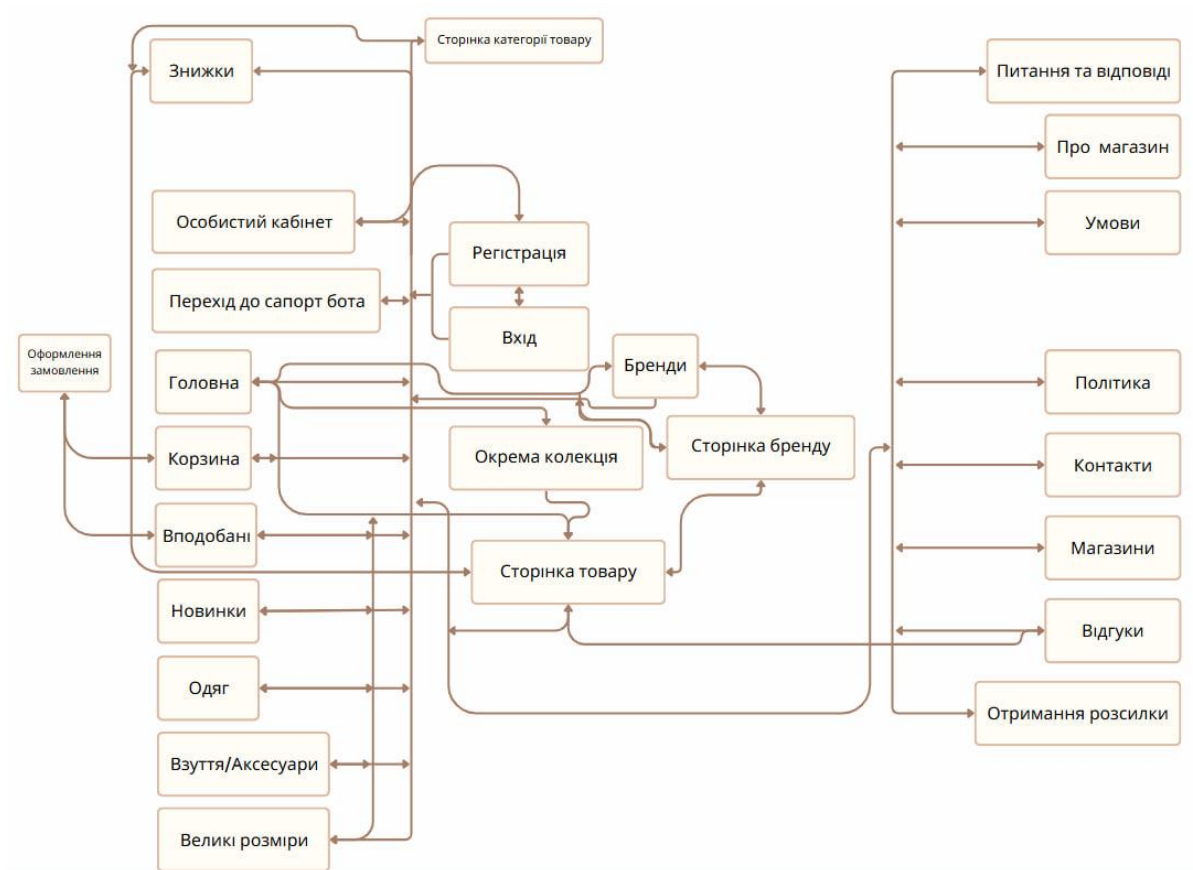 Сторінка категорії товару
Знижки
Питання та відповіді
Про магазин
Особистий кабінет
Умови
Регістрація
Перехід до сапорт бота
Вхід
Оформлення
замовлення
Бренди
Головна
Політика
Сторінка бренду
Корзина
Окрема колекція
Контакти
Вподобані
Магазини
Сторінка товару
Новинки
Відгуки
Одяг
Отримання розсилки
Взуття/Аксесуари
Великі розміри